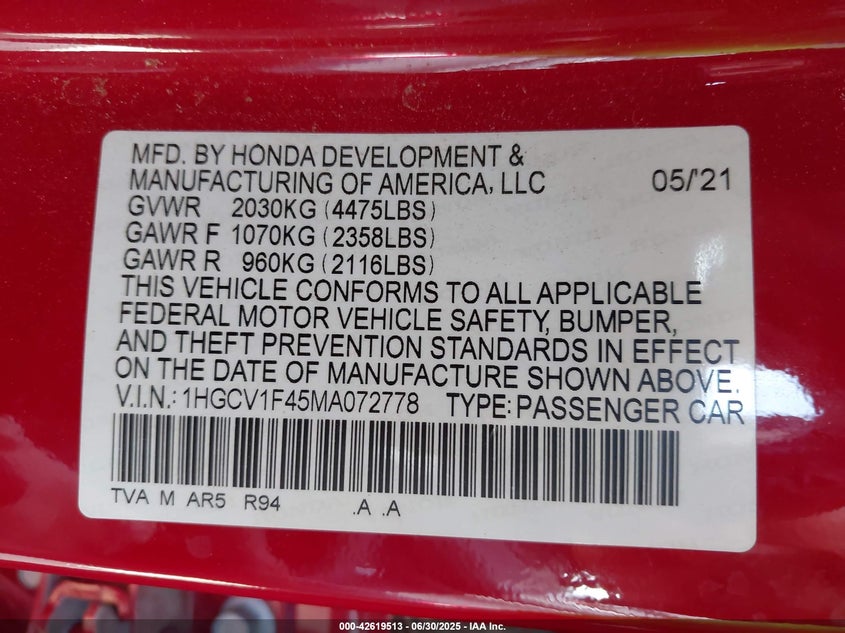 MFD. BY HONDA DEVELOPMENT &
MANUFACTURING OF AMERICA, LLC 05/'21
GVWR 2030KG (4475LBS)
GAWR F 1070KG (2358LBS)
GAWR R 960KG (2116LBS)
THIS VEHICLE CONFORMS TO ALL APPLICABLE
FEDERAL MOTOR VEHICLE SAFETY, BUMPER,
AND THEFT PREVENTION STANDARDS IN EFFECT
ON THE DATE OF MANUFACTURE SHOWN ABOVE.
V.I.N.: 1HGCV1F45MA072778 TYPE: PASSENGER CAR
TVA M AR5 R94 .A .A
000-42619513 — 06/30/2025 — IAA Inc.